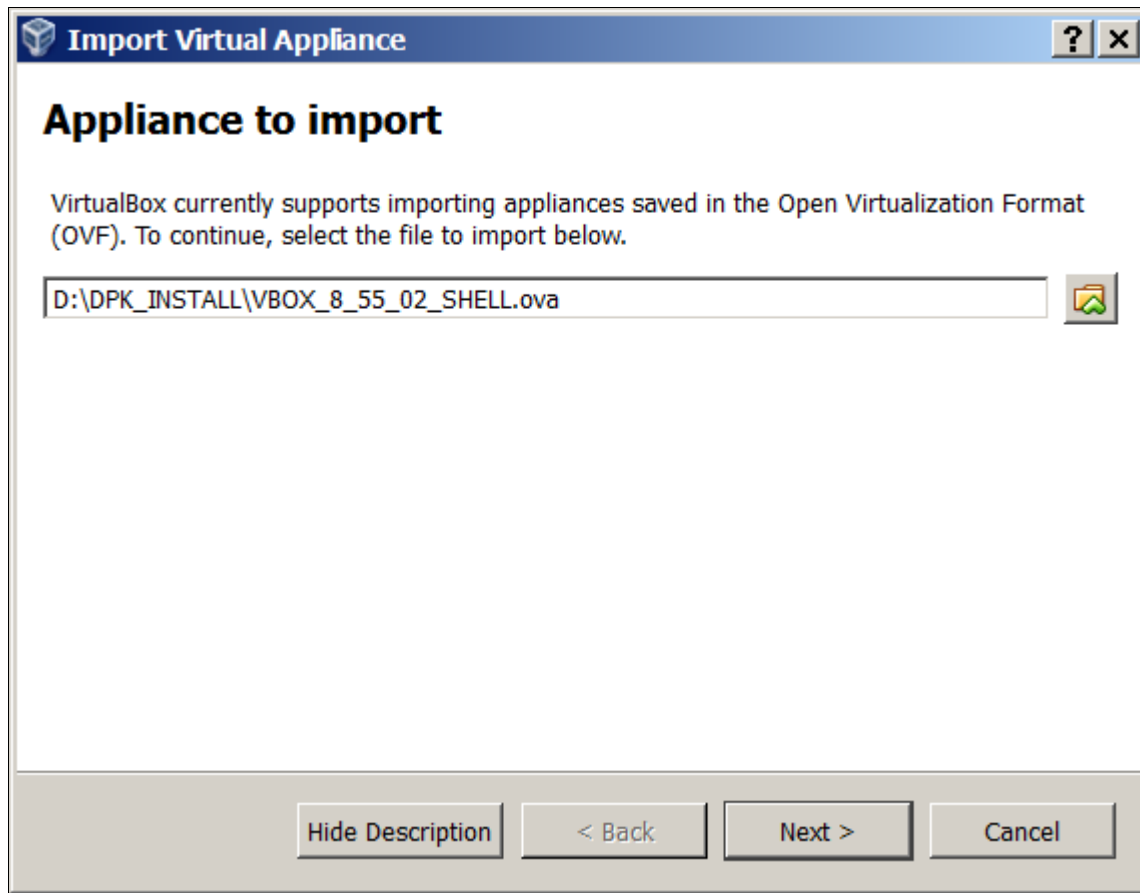 Import Virtual Appliance
?
Appliance to import
VirtualBox currently supports importing appliances saved in the Open Virtualization Format
(OVF). To continue, select the file to import below.
D:\DPK_INSTALL\VBOX_8_55_02_SHELL.ova
Hide Description
< Back
Next >
Cancel